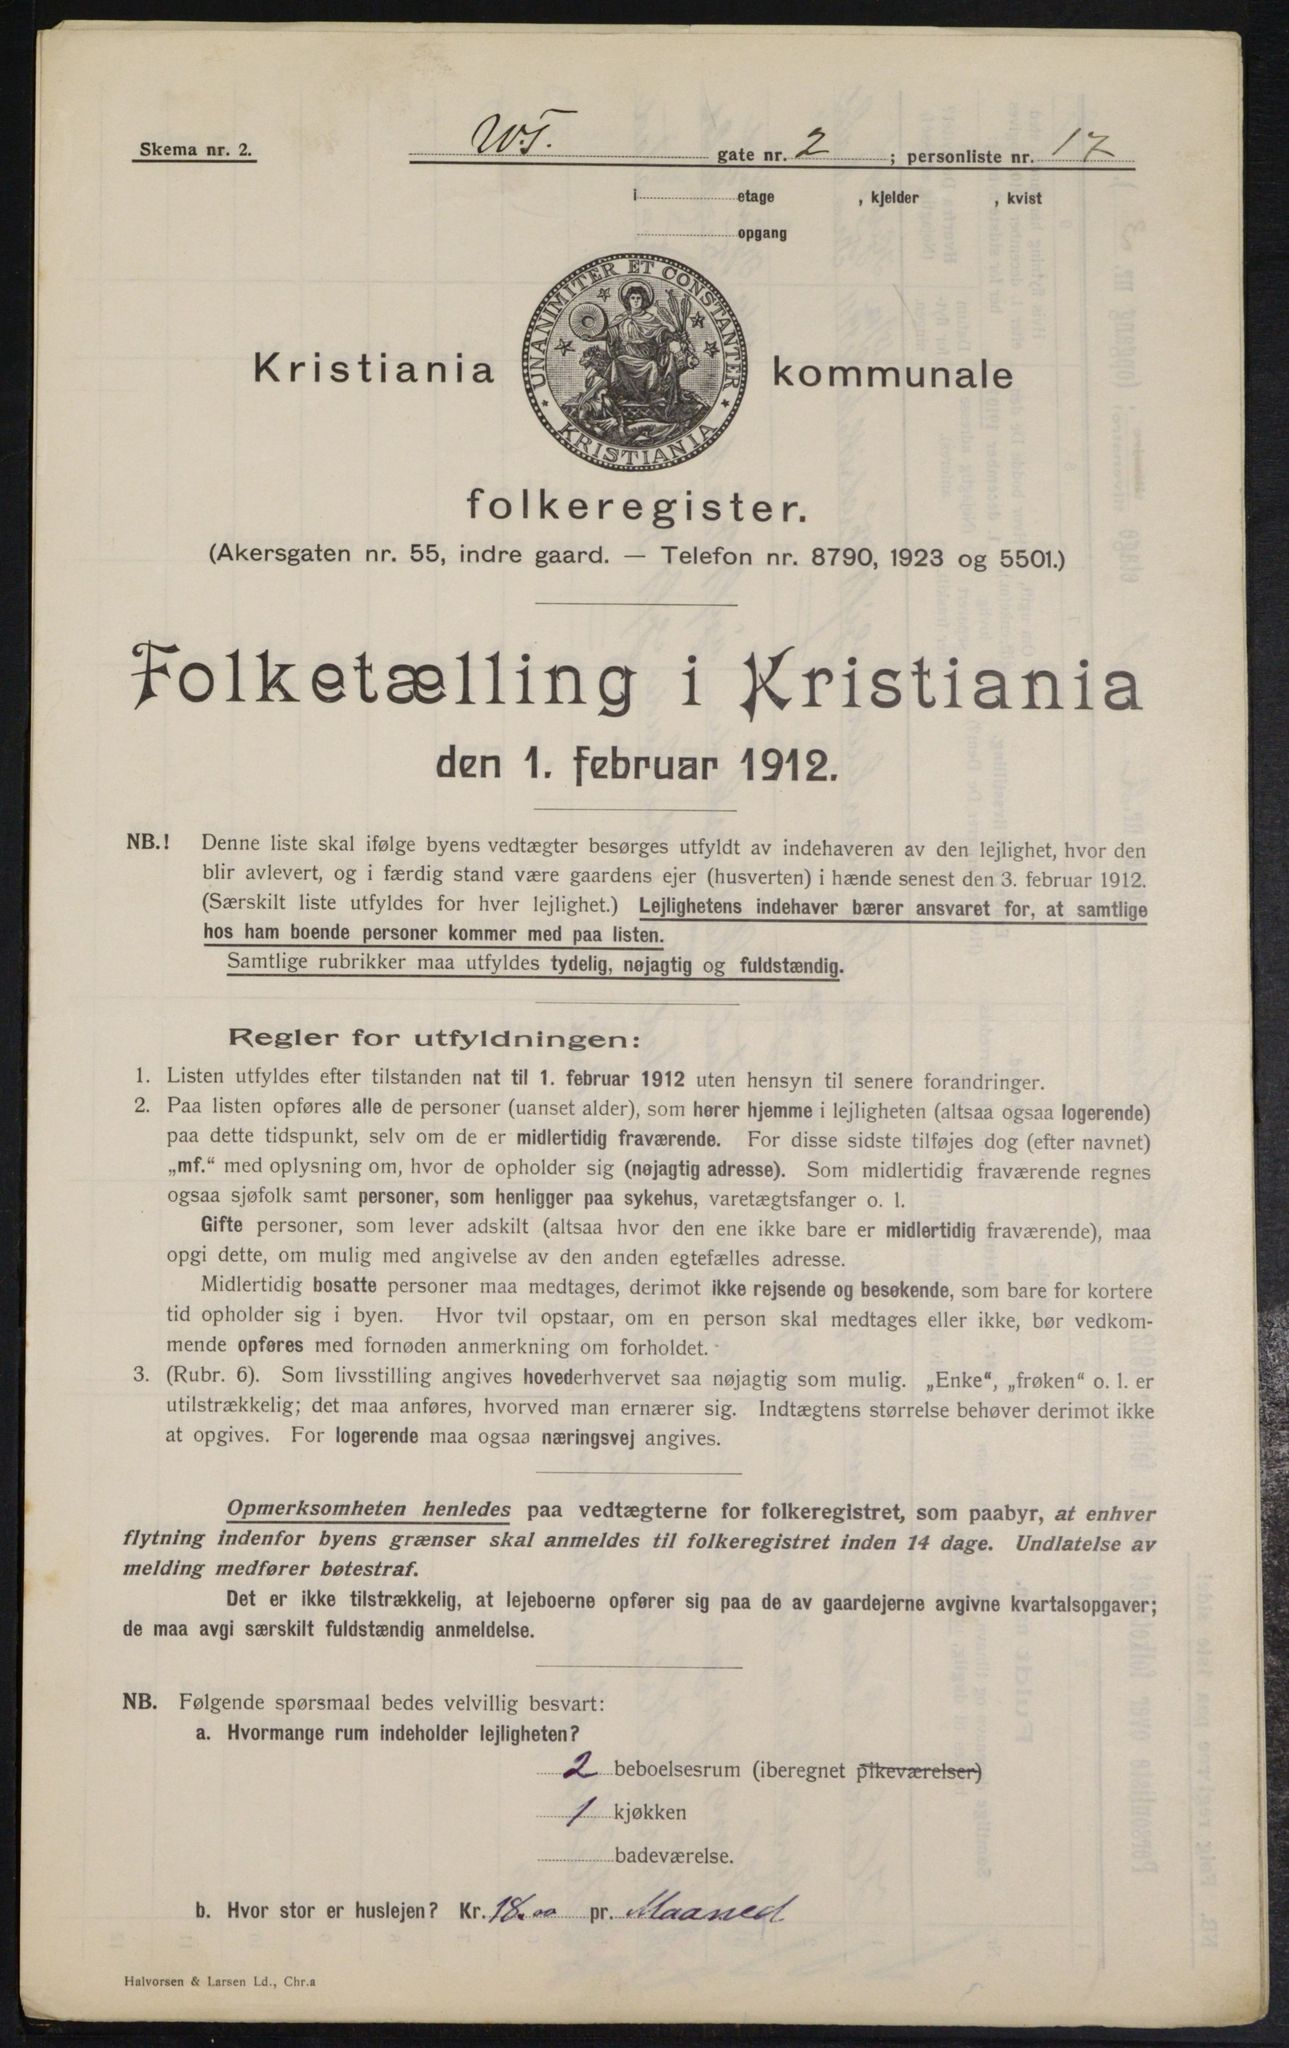 Skema nr. 2.
W.T. gate nr. 2 ; personliste nr. 17
i etage , kjelder , kvist
opgang
UNANIMITER ET CONSTANTER
KRISTIANIA
Kristiania kommunale
folkeregister.
(Akersgaten nr. 55, indre gaard. — Telefon nr. 8790, 1923 og 5501.)
Folketælling i Kristiania
den 1. februar 1912.
NB.! Denne liste skal ifølge byens vedtægter besørges utfyldt av indehaveren av den lejlighet, hvor den
blir avlevert, og i færdig stand være gaardens ejer (husverten) i hænde senest den 3. februar 1912.
(Særskilt liste utfyldes for hver lejlighet.) Lejlighetens indehaver bærer ansvaret for, at samtlige
hos ham boende personer kommer med paa listen.
Samtlige rubrikker maa utfyldes tydelig, nøjagtig og fuldstændig.
Regler for utfyldningen:
1. Listen utfyldes efter tilstanden nat til 1. februar 1912 uten hensyn til senere forandringer.
2. Paa listen opføres alle de personer (uanset alder), som hører hjemme i lejligheten (altsaa ogsaa logerende)
paa dette tidspunkt, selv om de er midlertidig fraværende. For disse sidste tilføjes dog (efter navnet)
„mf.“ med oplysning om, hvor de opholder sig (nøjagtig adresse). Som midlertidig fraværende regnes
ogsaa sjøfolk samt personer, som henligger paa sykehus, varetægtsfanger o. l.
Gifte personer, som lever adskilt (altsaa hvor den ene ikke bare er midlertidig fraværende), maa
opgi dette, om mulig med angivelse av den anden egtefælles adresse.
Midlertidig bosatte personer maa medtages, derimot ikke rejsende og besøkende, som bare for kortere
tid opholder sig i byen. Hvor tvil opstaar, om en person skal medtages eller ikke, bør vedkom-
mende opføres med fornøden anmerkning om forholdet.
3. (Rubr. 6). Som livsstilling angives hovederhvervet saa nøjagtig som mulig. „Enke“, „frøken“ o. l. er
utilstrækkelig; det maa anføres, hvorved man ernærer sig. Indtægtens størrelse behøver derimot ikke
at opgives. For logerende maa ogsaa næringsvej angives.
Opmerksomheten henledes paa vedtægterne for folkeregistret, som paabyr, at enhver
flytning indenfor byens grænser skal anmeldes til folkeregistret inden 14 dage. Undlatelse av
melding medfører bøtestraf.
Det er ikke tilstrækkelig, at lejeboerne opfører sig paa de av gaardejerne avgivne kvartalsopgaver;
de maa avgi særskilt fuldstændig anmeldelse.
NB. Følgende spørsmaal bedes velvillig besvart:
a. Hvormange rum indeholder lejligheten?
2 beboelsesrum (iberegnet pikeværelser)
1 kjøkken
badeværelse.
b. Hvor stor er huslejen? Kr. 18.00 pr. Maaned
Halvorsen & Larsen Ld., Chr.a